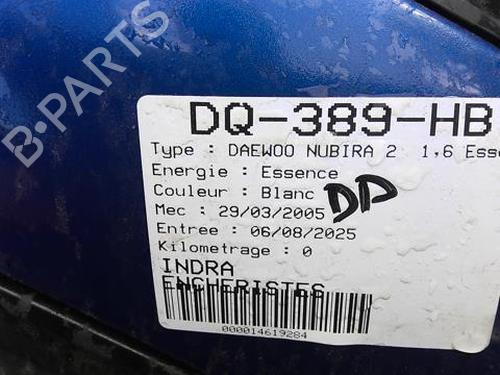 B-PARTS
DQ-389-HB
Type : DAEWOO NUBIRA 2 1,6 Esse
Energie : Essence
Couleur : Blanc
DD
Mec : 29/03/2005
Entree : 06/08/2025
Kilometrage : 0
INDRA
ENCHERISTES
000014619284